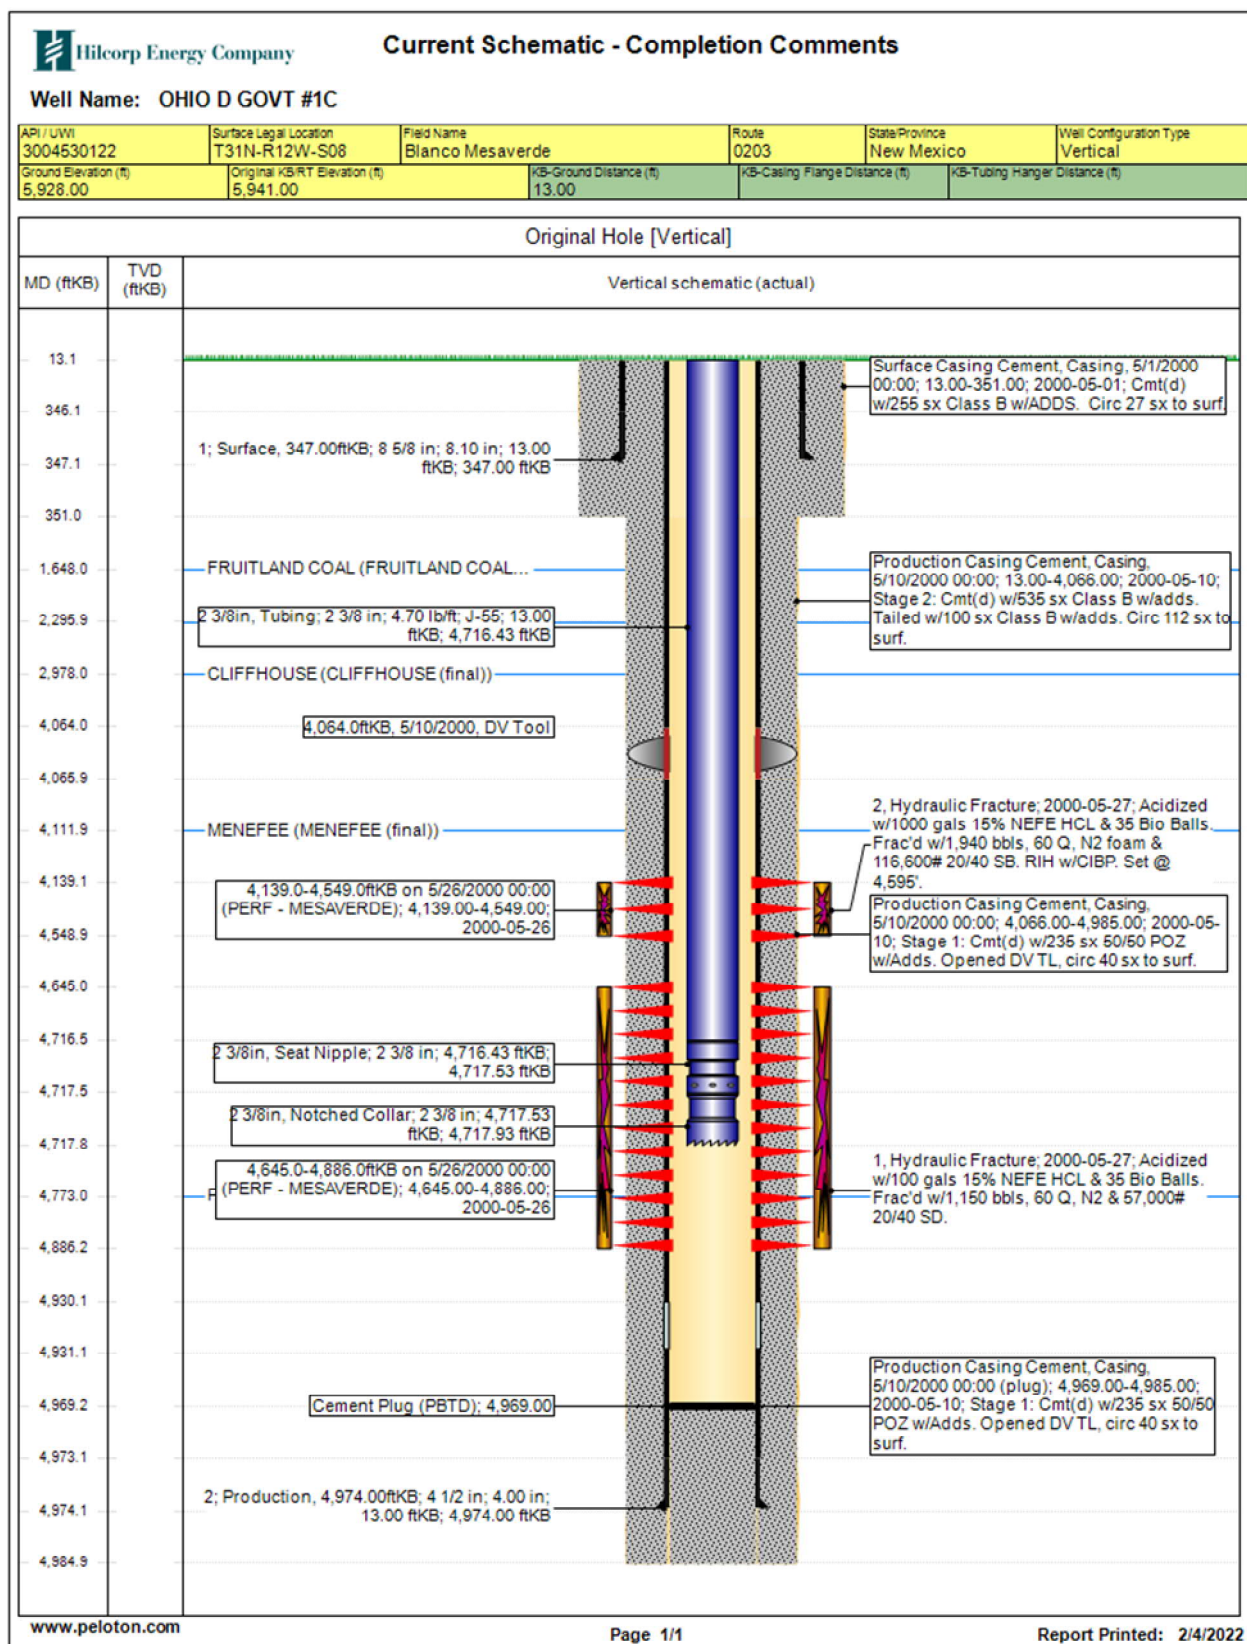 Hilcorp Energy Company
Current Schematic - Completion Comments
Well Name: OHIO D GOVT #1C
API / UWI
3004530122
Surface Legal Location
T31N-R12W-S08
Field Name
Blanco Mesaverde
Route
0203
State/Province
New Mexico
Well Configuration Type
Vertical
Ground Elevation (ft)
5,928.00
Original KB/RT Elevation (ft)
5,941.00
KB-Ground Distance (ft)
13.00
KB-Casing Flange Distance (ft)
KB-Tubing Hanger Distance (ft)
Original Hole [Vertical]
MD (ftKB)
TVD
(ftKB)
Vertical schematic (actual)
13.1
Surface Casing Cement, Casing, 5/1/2000
00:00; 13.00-351.00; 2000-05-01; Cmt(d)
w/255 sx Class B w/ADDS. Circ 27 sx to surf.
346.1
1; Surface, 347.00ftKB; 8 5/8 in; 8.10 in; 13.00
ftKB; 347.00 ftKB
347.1
351.0
1,648.0
FRUITLAND COAL (FRUITLAND COAL...
Production Casing Cement, Casing,
5/10/2000 00:00; 13.00-4,066.00; 2000-05-10;
Stage 2: Cmt(d) w/535 sx Class B w/adds.
Tailed w/100 sx Class B w/adds. Circ 112 sx to
surf.
2 3/8in, Tubing; 2 3/8 in; 4.70 lb/ft; J-55; 13.00
ftKB; 4,716.43 ftKB
2,295.9
2,978.0
CLIFFHOUSE (CLIFFHOUSE (final))
4,064.0
4,064.0ftKB, 5/10/2000, DV Tool
4,065.9
4,111.9
MENEFEE (MENEFEE (final))
2, Hydraulic Fracture; 2000-05-27; Acidized
w/1000 gals 15% NEFE HCL & 35 Bio Balls.
Frac'd w/1,940 bbls, 60 Q, N2 foam &
116,600# 20/40 SB. RIH w/CIBP. Set @
4,595'.
4,139.1
4,139.0-4,549.0ftKB on 5/26/2000 00:00
(PERF - MESAVERDE); 4,139.00-4,549.00;
2000-05-26
Production Casing Cement, Casing,
5/10/2000 00:00; 4,066.00-4,985.00; 2000-05-
10; Stage 1: Cmt(d) w/235 sx 50/50 POZ
w/Adds. Opened DV TL, circ 40 sx to surf.
4,548.9
4,645.0
4,716.5
2 3/8in, Seat Nipple; 2 3/8 in; 4,716.43 ftKB;
4,717.53 ftKB
4,717.5
2 3/8in, Notched Collar; 2 3/8 in; 4,717.53
ftKB; 4,717.93 ftKB
4,717.8
4,645.0-4,886.0ftKB on 5/26/2000 00:00
(PERF - MESAVERDE); 4,645.00-4,886.00;
2000-05-26
1, Hydraulic Fracture; 2000-05-27; Acidized
w/100 gals 15% NEFE HCL & 35 Bio Balls.
Frac'd w/1,150 bbls, 60 Q, N2 & 57,000#
20/40 SD.
4,773.0
4,886.2
4,930.1
4,931.1
Production Casing Cement, Casing,
5/10/2000 00:00 (plug); 4,969.00-4,985.00;
2000-05-10; Stage 1: Cmt(d) w/235 sx 50/50
POZ w/Adds. Opened DV TL, circ 40 sx to
surf.
4,969.2
Cement Plug (PBTD); 4,969.00
4,973.1
4,974.1
2; Production, 4,974.00ftKB; 4 1/2 in; 4.00 in;
13.00 ftKB; 4,974.00 ftKB
4,984.9
www.peloton.com
Page 1/1
Report Printed: 2/4/2022